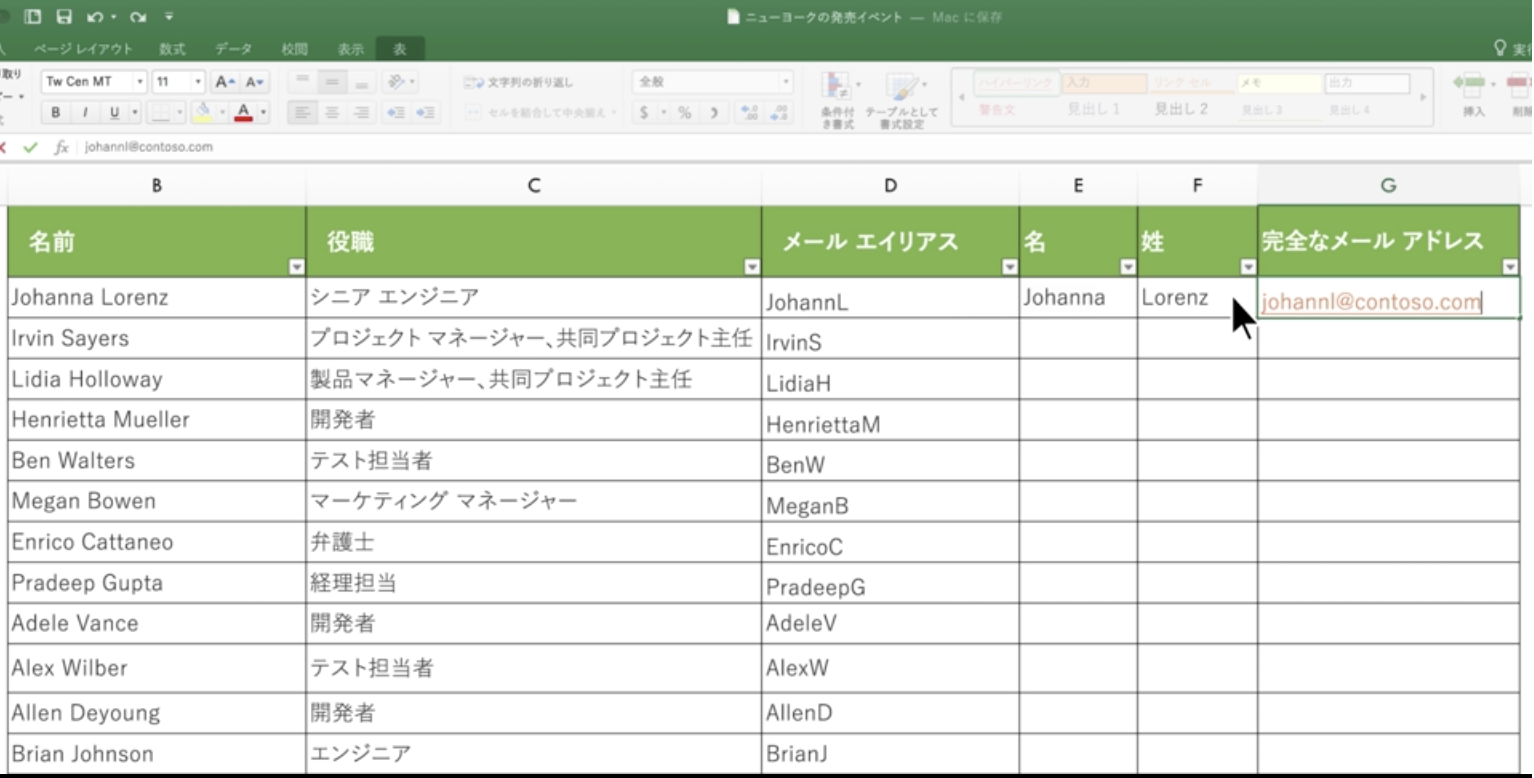 ニューヨークの発売イベント — Mac に保存
ページ レイアウト 数式 データ 校閲 表示 表
Tw Cen MT 11 A A 文字列の折り返し 全般 ハイパーリンク 入力 リンク セル メモ 出力
B I U A セルを結合して中央揃え $ % 条件付き書式 テーブルとして書式設定 警告文 見出し 1 見出し 2 見出し 3 見出し 4 挿入
fx johannl@contoso.com
B C D E F G
名前 役職 メール エイリアス 名 姓 完全なメール アドレス
Johanna Lorenz シニア エンジニア JohannL Johanna Lorenz johannl@contoso.com
Irvin Sayers プロジェクト マネージャー、共同プロジェクト主任 IrvinS
Lidia Holloway 製品マネージャー、共同プロジェクト主任 LidiaH
Henrietta Mueller 開発者 HenriettaM
Ben Walters テスト担当者 BenW
Megan Bowen マーケティング マネージャー MeganB
Enrico Cattaneo 弁護士 EnricoC
Pradeep Gupta 経理担当 PradeepG
Adele Vance 開発者 AdeleV
Alex Wilber テスト担当者 AlexW
Allen Deyoung 開発者 AllenD
Brian Johnson エンジニア BrianJ